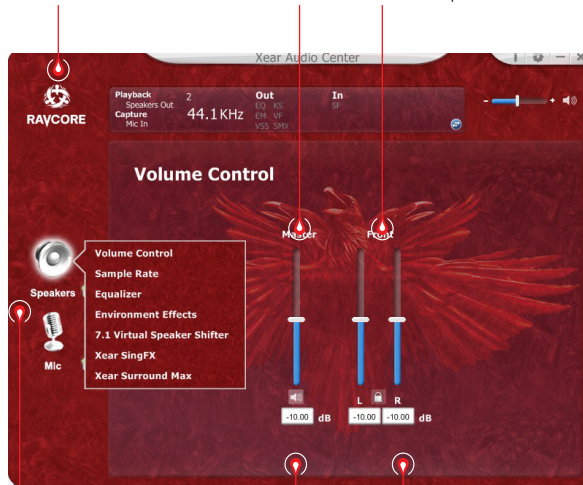 Xear Audio Center
i
RAVCORE
Playback 2
Speakers Out
Capture
Mic In
44.1KHz
Out
EQ KS
EM VF
VSS SMX
In
SF
- +
Volume Control
Master
Front
Speakers
Mic
Volume Control
Sample Rate
Equalizer
Environment Effects
7.1 Virtual Speaker Shifter
Xear SingFX
Xear Surround Max
L R
-10.00 dB
-10.00 -10.00 dB